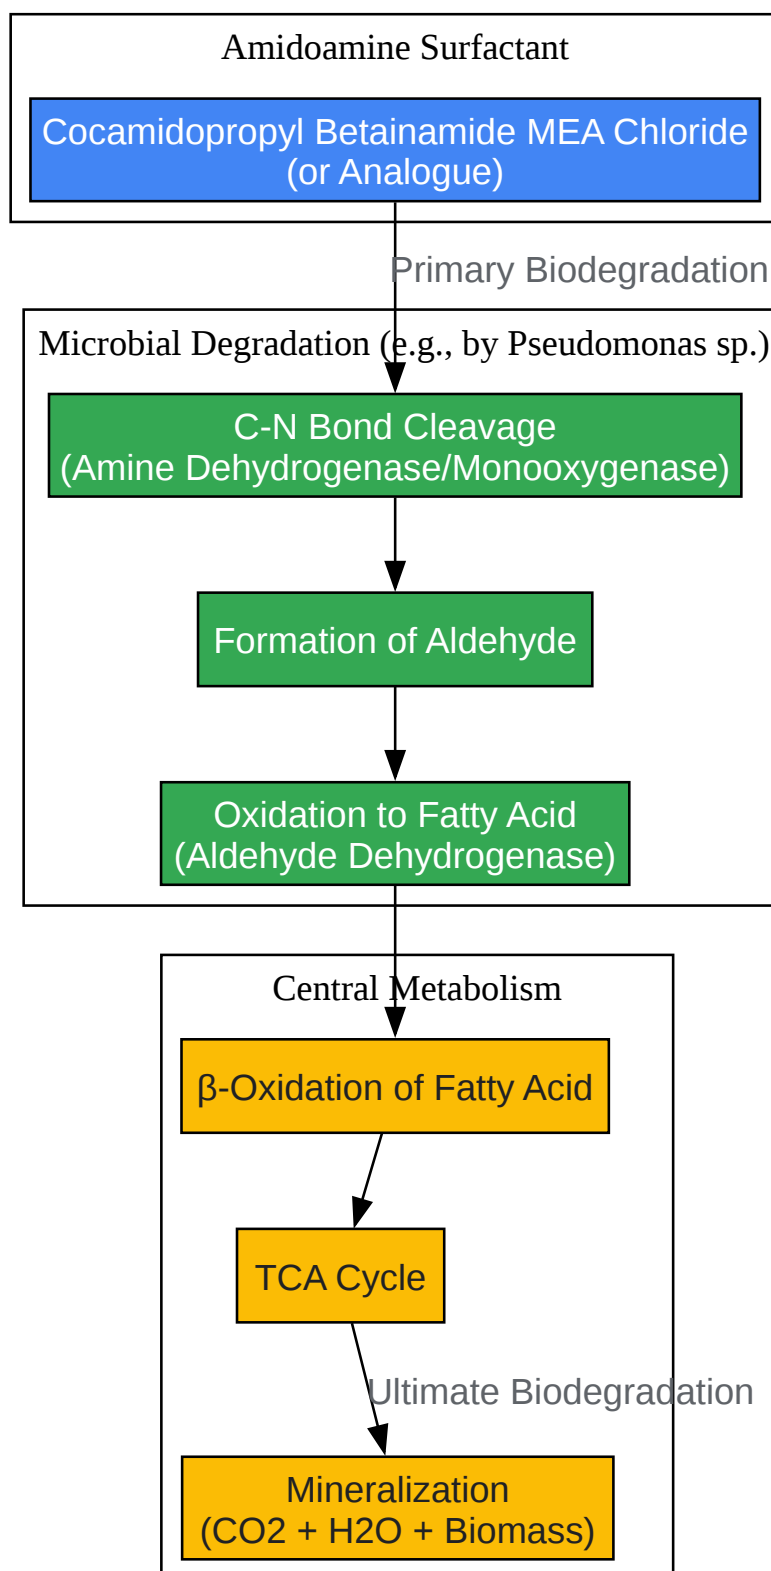 Amidoamine Surfactant
Cocamidopropyl Betainamide MEA Chloride
(or Analogue)
Primary Biodegradation
Microbial Degradation (e.g., by Pseudomonas sp.)
C-N Bond Cleavage
(Amine Dehydrogenase/Monooxygenase)
Formation of Aldehyde
Oxidation to Fatty Acid
(Aldehyde Dehydrogenase)
Central Metabolism
β-Oxidation of Fatty Acid
TCA Cycle
Ultimate Biodegradation
Mineralization
(CO2 + H2O + Biomass)